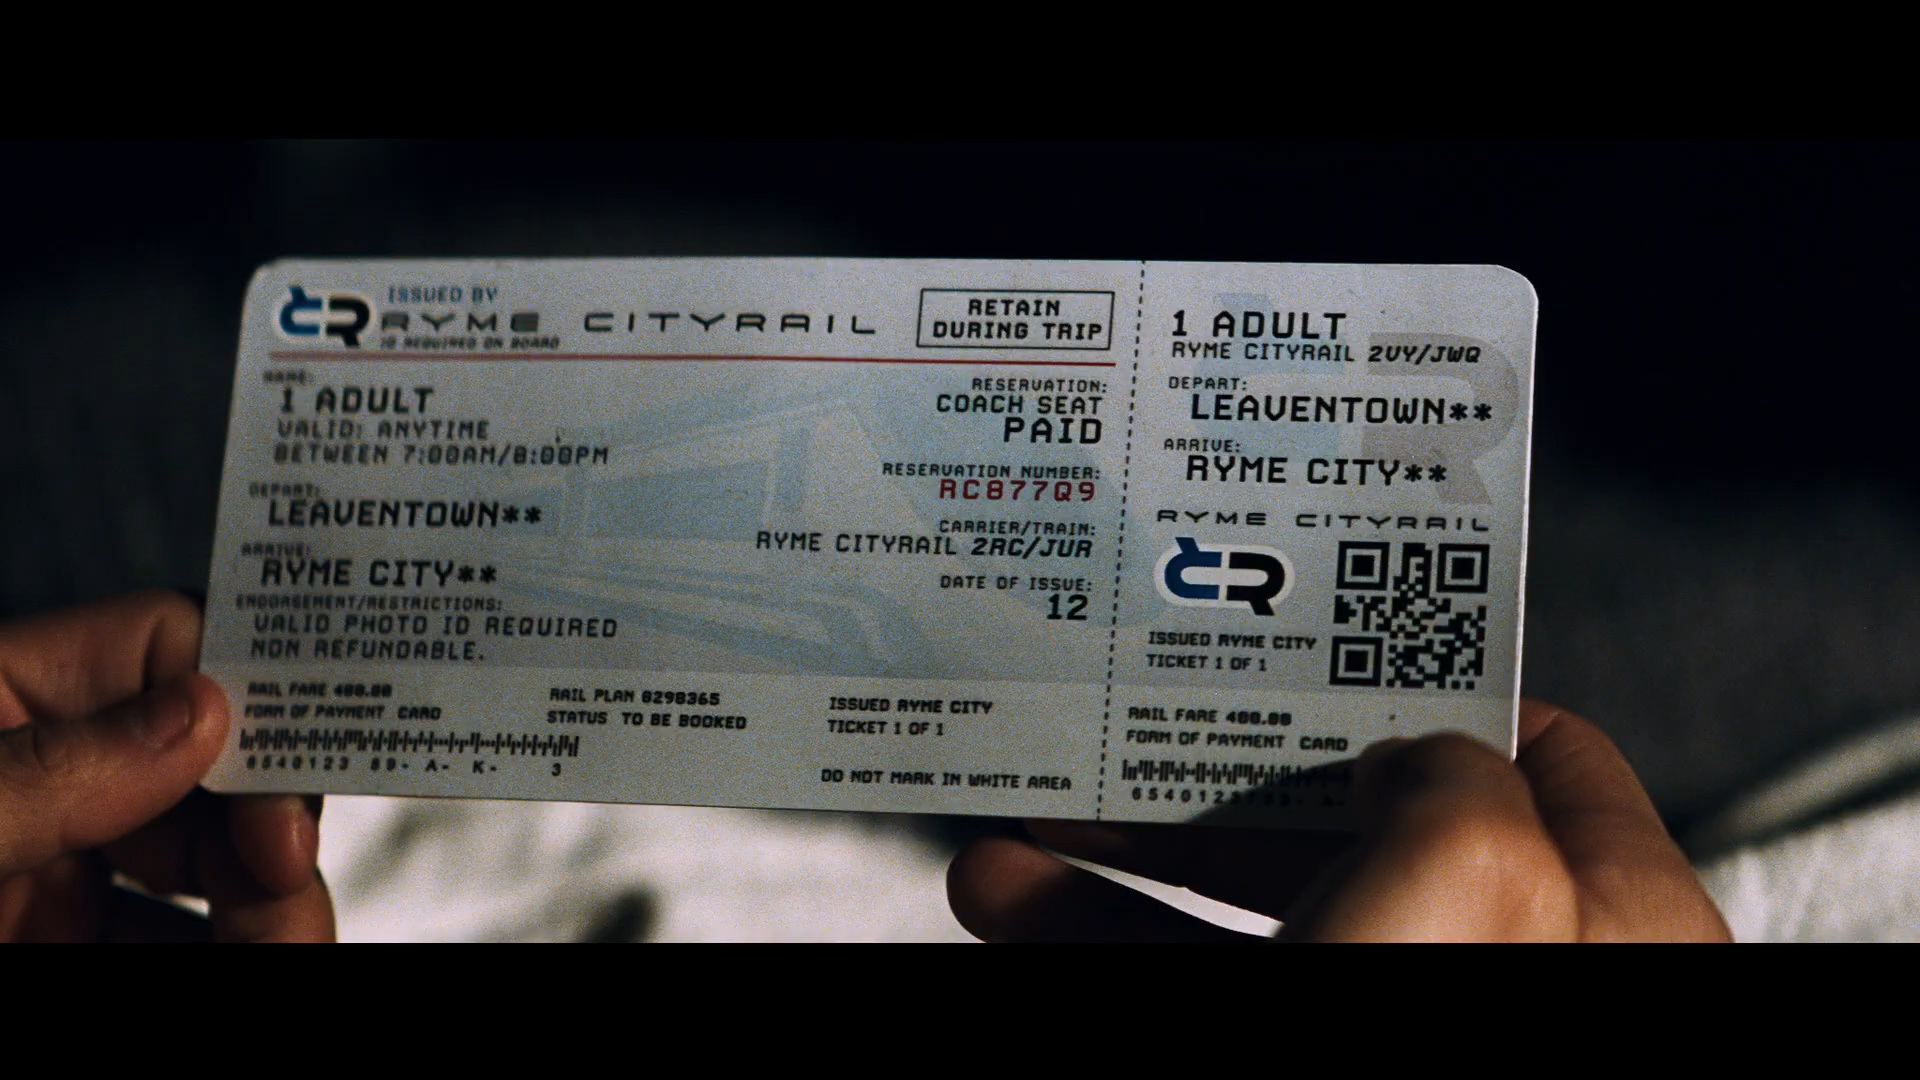 ISSUED BY
RYME CITYRAIL
ID REQUIRED ON BOARD
RETAIN
DURING TRIP
NAME:
1 ADULT
VALID: ANYTIME
BETWEEN 7:00AM/8:00PM
DEPART:
LEAVENTOWN**
ARRIVE:
RYME CITY**
ENDORSEMENT/RESTRICTIONS:
VALID PHOTO ID REQUIRED
NON REFUNDABLE.
RESERVATION:
COACH SEAT
PAID
RESERVATION NUMBER:
RC877Q9
CARRIER/TRAIN:
RYME CITYRAIL 2RC/JUR
DATE OF ISSUE:
12
RAIL FARE 400.00
FORM OF PAYMENT CARD
6540123 89- A- K- 3
RAIL PLAN 8298365
STATUS TO BE BOOKED
ISSUED RYME CITY
TICKET 1 OF 1
DO NOT MARK IN WHITE AREA
1 ADULT
RYME CITYRAIL 2VY/JWQ
DEPART:
LEAVENTOWN**
ARRIVE:
RYME CITY**
RYME CITYRAIL
CR
ISSUED RYME CITY
TICKET 1 OF 1
RAIL FARE 400.00
FORM OF PAYMENT CARD